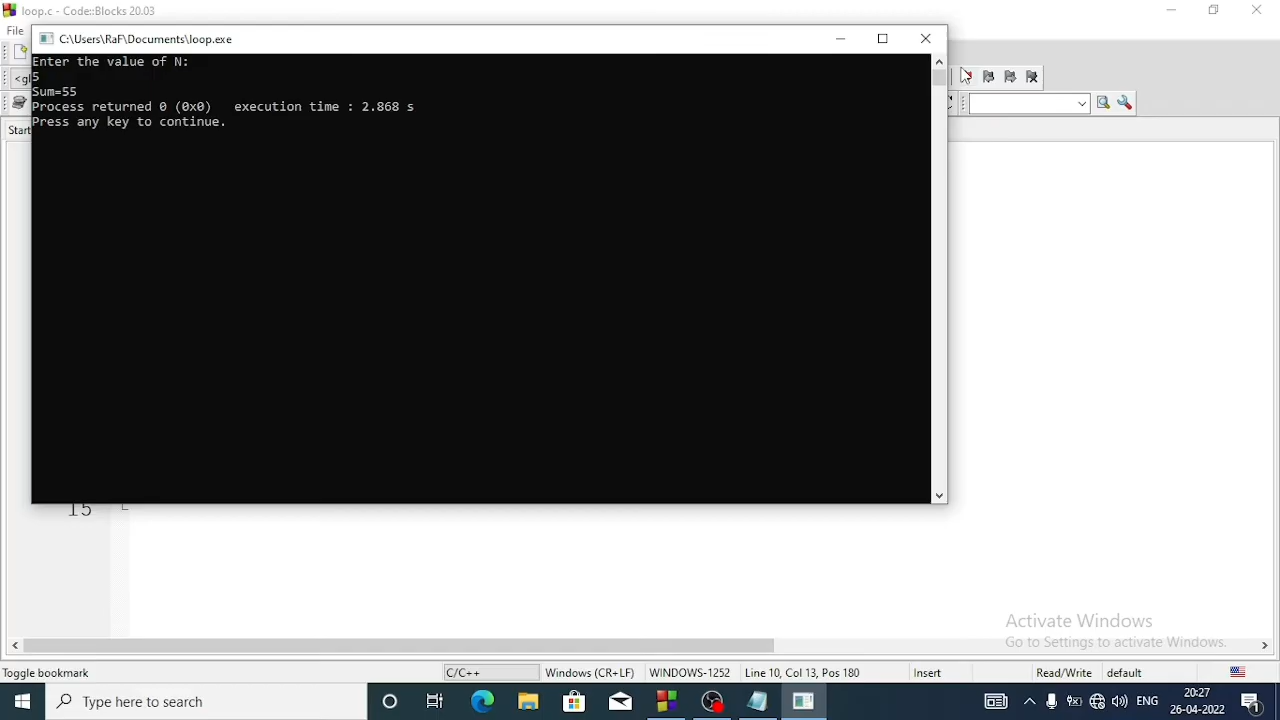 loop.c - Code::Blocks 20.03
File
C:\Users\RaF\Documents\loop.exe
Enter the value of N:
5
Sum=55
Process returned 0 (0x0)   execution time : 2.868 s
Press any key to continue.
<gl
Start
15
Activate Windows
Go to Settings to activate Windows.
Toggle bookmark
C/C++
Windows (CR+LF)
WINDOWS-1252
Line 10, Col 13, Pos 180
Insert
Read/Write
default
Type here to search
ENG
20:27
26-04-2022
1